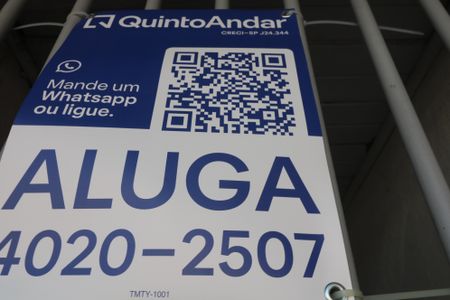 QuintoAndar
CRECI-SP J24.344
Mande um
Whatsapp
ou ligue.
ALUGA
4020-2507
TMTY-1001